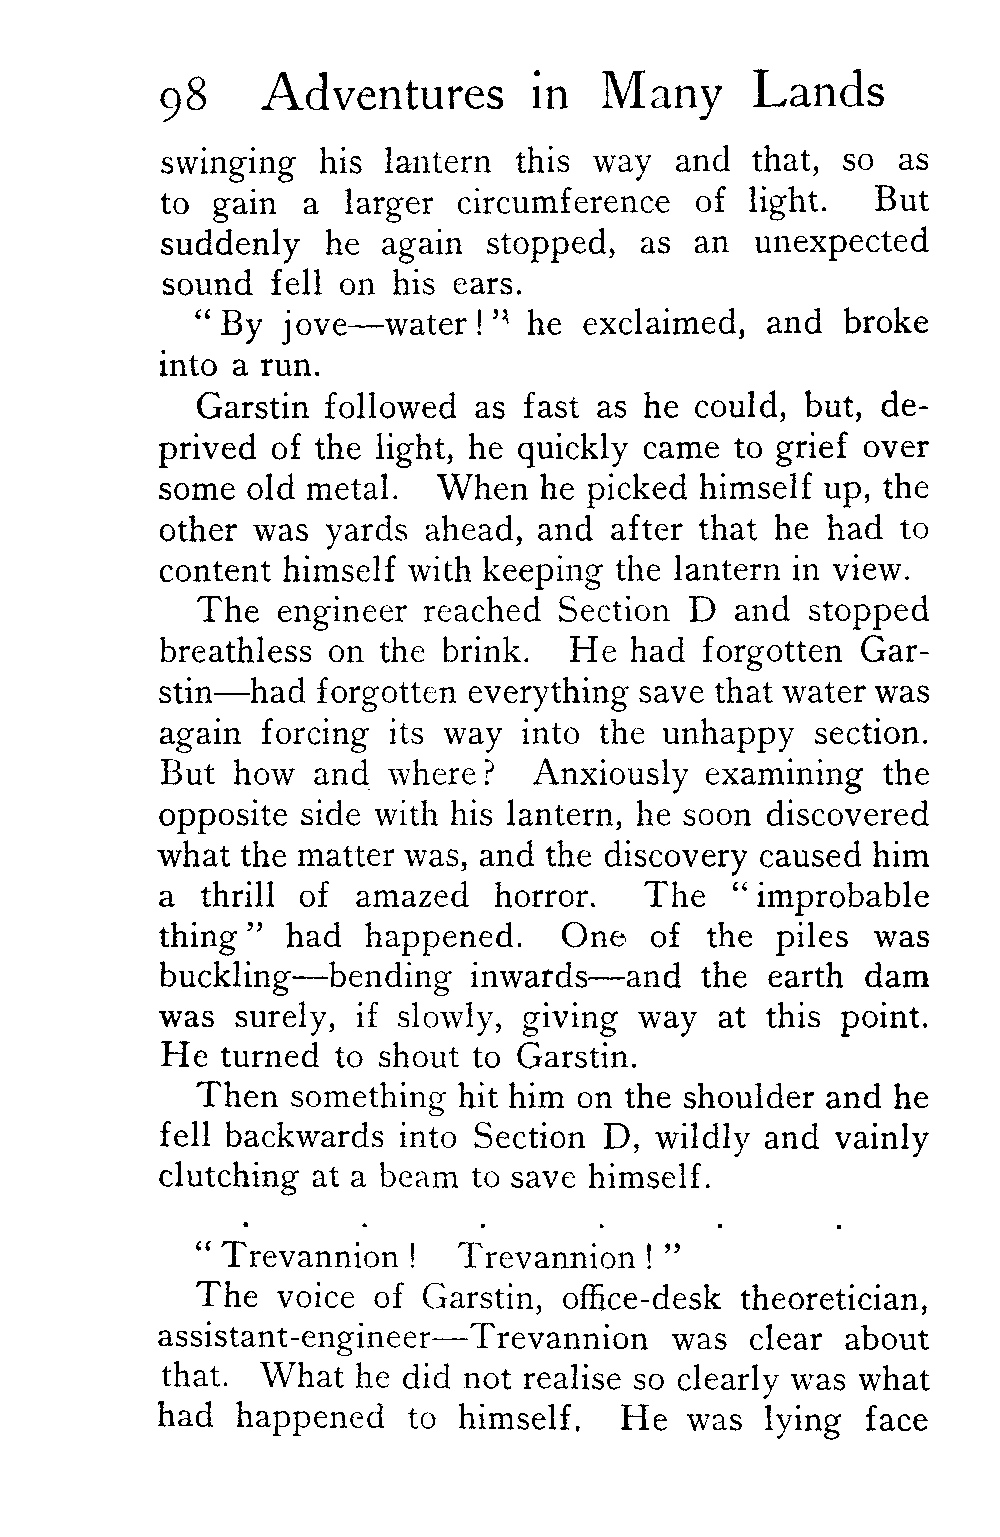 98 Adventures in Many Lands
swinging his lantern this way and that, so as
to gain a larger circumference of light. But
suddenly he again stopped, as an unexpected
sound fell on his ears.
“By jove—water!” he exclaimed, and broke
into a run.
Garstin followed as fast as he could, but, de-
prived of the light, he quickly came to grief over
some old metal. When he picked himself up, the
other was yards ahead, and after that he had to
content himself with keeping the lantern in view.
The engineer reached Section D and stopped
breathless on the brink. He had forgotten Gar-
stin—had forgotten everything save that water was
again forcing its way into the unhappy section.
But how and where? Anxiously examining the
opposite side with his lantern, he soon discovered
what the matter was, and the discovery caused him
a thrill of amazed horror. The “improbable
thing” had happened. One of the piles was
buckling—bending inwards—and the earth dam
was surely, if slowly, giving way at this point.
He turned to shout to Garstin.
Then something hit him on the shoulder and he
fell backwards into Section D, wildly and vainly
clutching at a beam to save himself.
. . . . . .
“Trevannion! Trevannion!”
The voice of Garstin, office-desk theoretician,
assistant-engineer—Trevannion was clear about
that. What he did not realise so clearly was what
had happened to himself. He was lying face